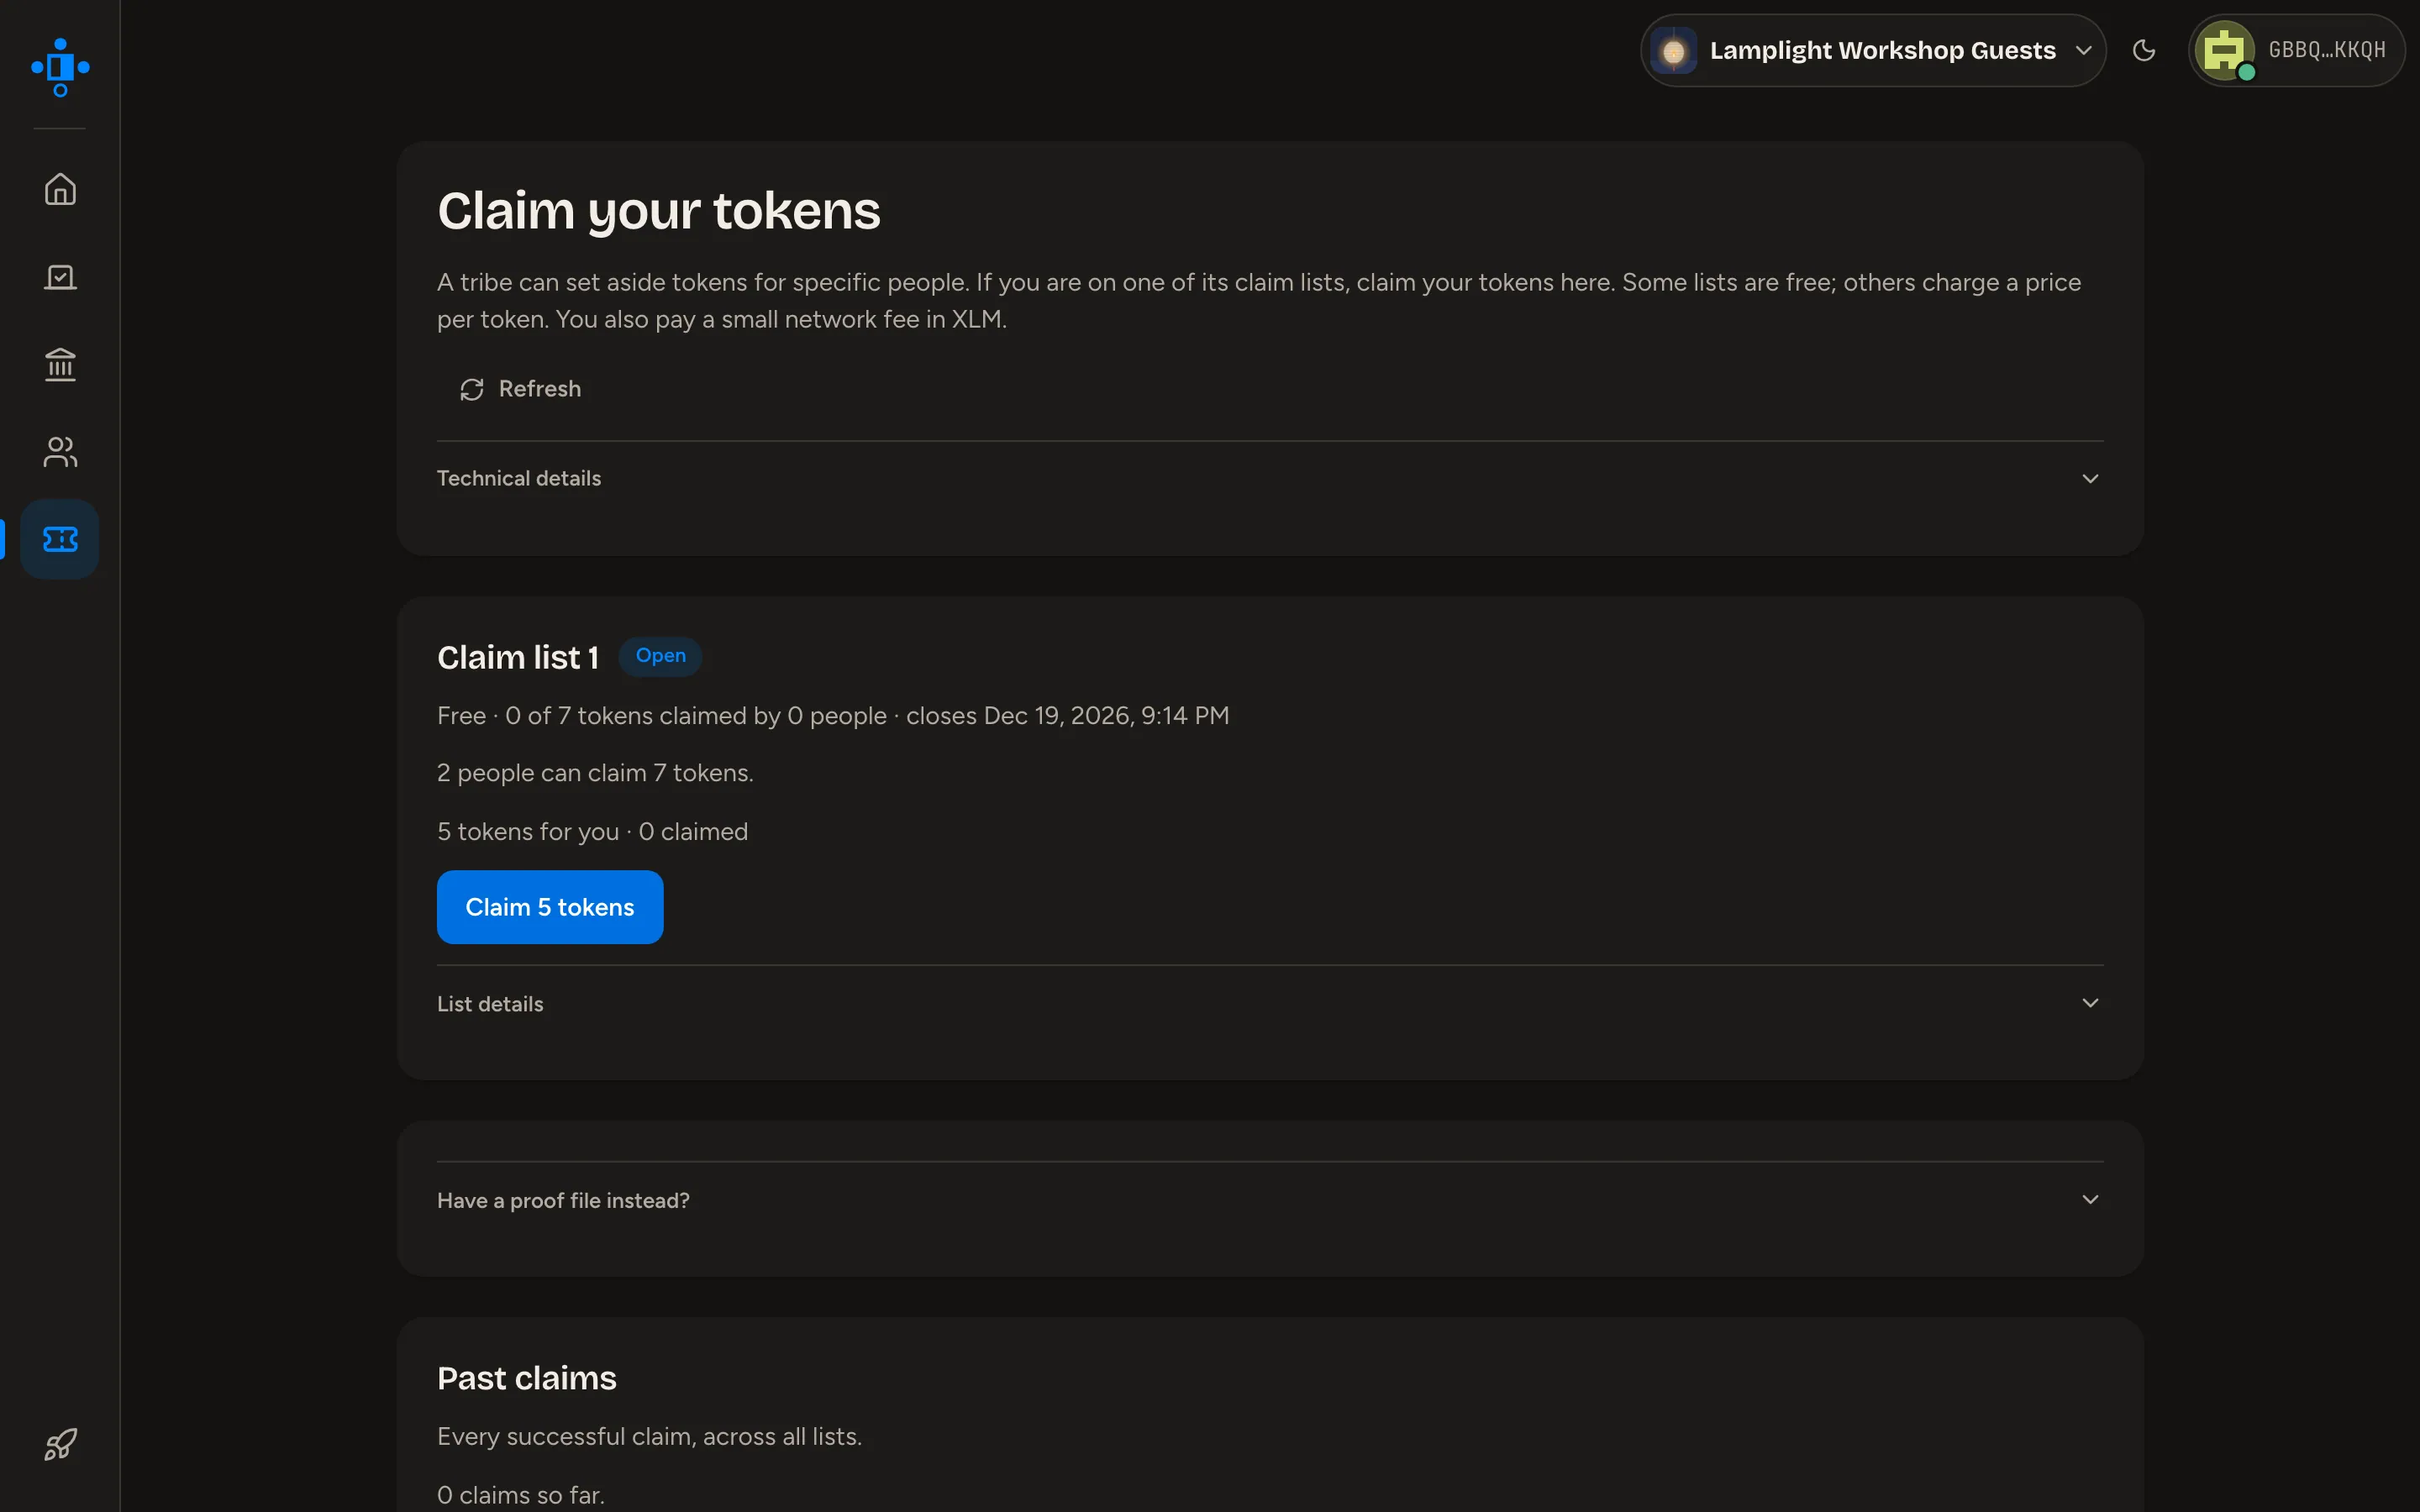 Lamplight Workshop Guests
GBBQ...KKQH
Claim your tokens
A tribe can set aside tokens for specific people. If you are on one of its claim lists, claim your tokens here. Some lists are free; others charge a price
per token. You also pay a small network fee in XLM.
Refresh
Technical details
Claim list 1 Open
Free · 0 of 7 tokens claimed by 0 people · closes Dec 19, 2026, 9:14 PM
2 people can claim 7 tokens.
5 tokens for you · 0 claimed
Claim 5 tokens
List details
Have a proof file instead?
Past claims
Every successful claim, across all lists.
0 claims so far.